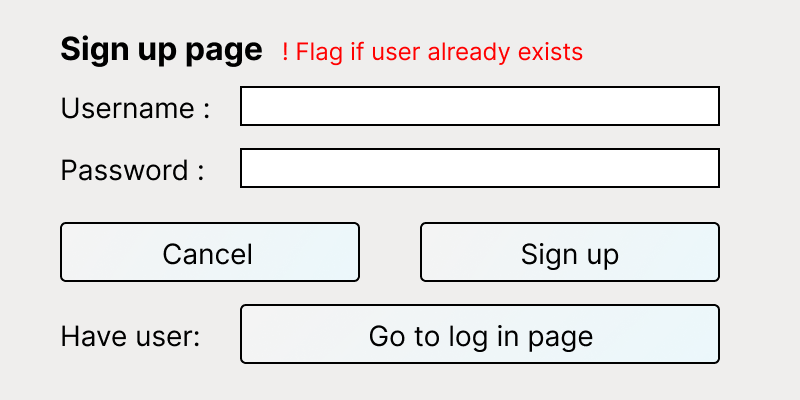 Sign up page ! Flag if user already exists
Username :
Password :
Cancel Sign up
Have user: Go to log in page